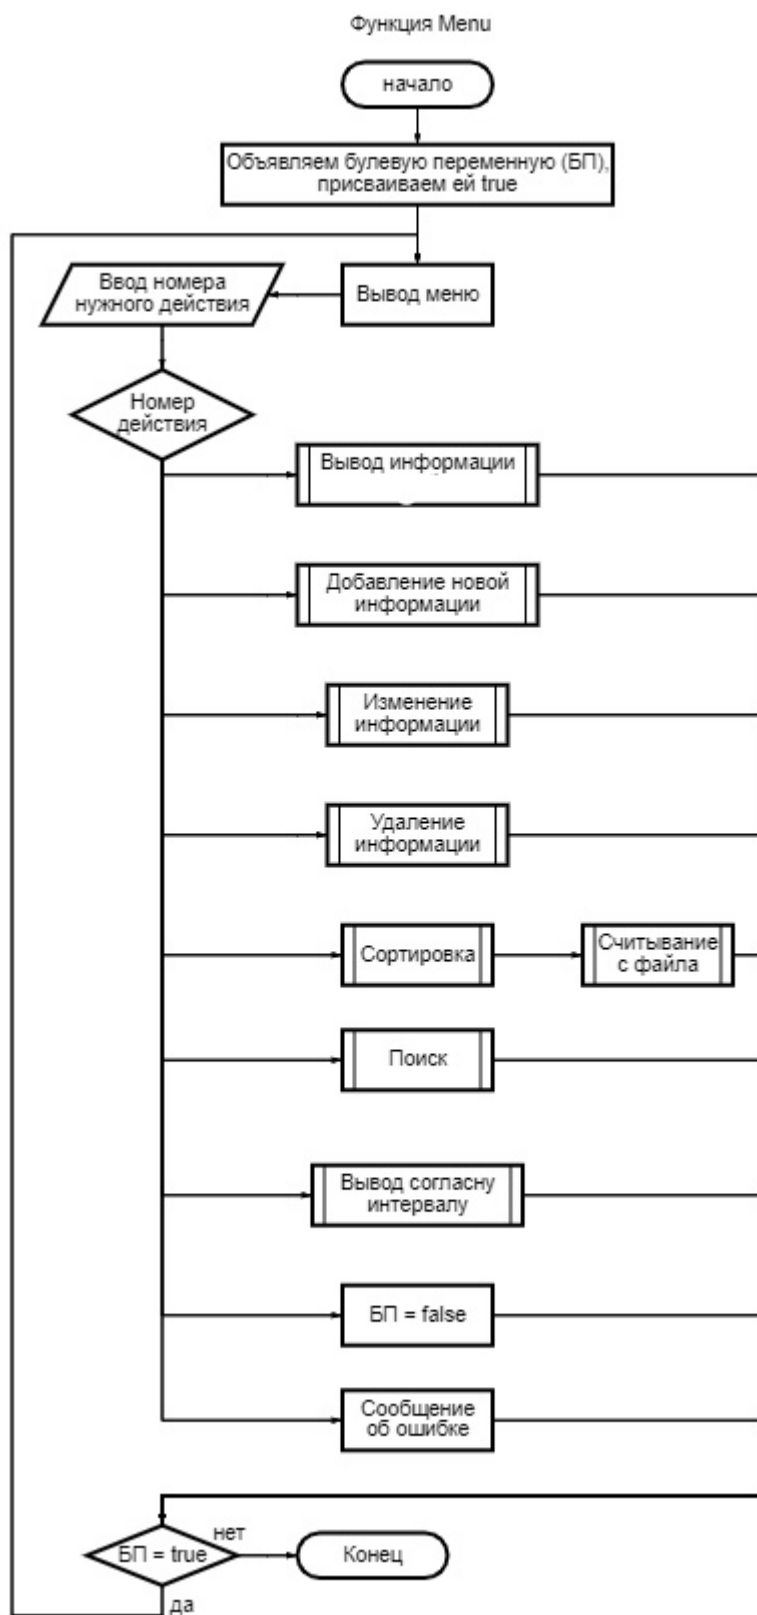 Функция Menu
начало
Объявляем булевую переменную (БП),
присваиваем ей true
Ввод номера
нужного действия
Вывод меню
Номер
действия
Вывод информации
Добавление новой
информации
Изменение
информации
Удаление
информации
Сортировка
Считывание
с файла
Поиск
Вывод согласну
интервалу
БП = false
Сообщение
об ошибке
БП = true
нет
Конец
да